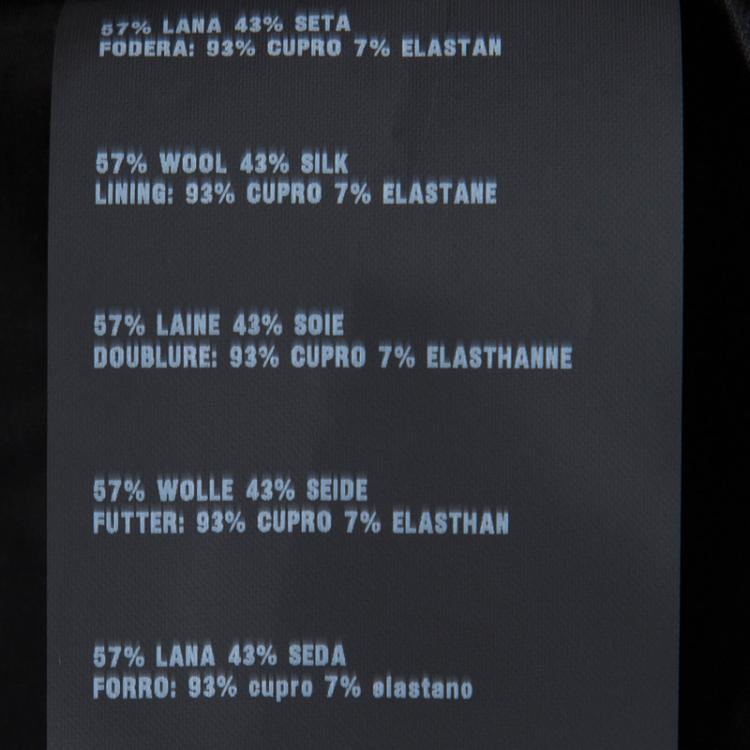 57% LANA 43% SETA
FODERA: 93% CUPRO 7% ELASTAN
57% WOOL 43% SILK
LINING: 93% CUPRO 7% ELASTANE
57% LAINE 43% SOIE
DOUBLURE: 93% CUPRO 7% ELASTHANNE
57% WOLLE 43% SEIDE
FUTTER: 93% CUPRO 7% ELASTHAN
57% LANA 43% SEDA
FORRO: 93% cupro 7% elastano